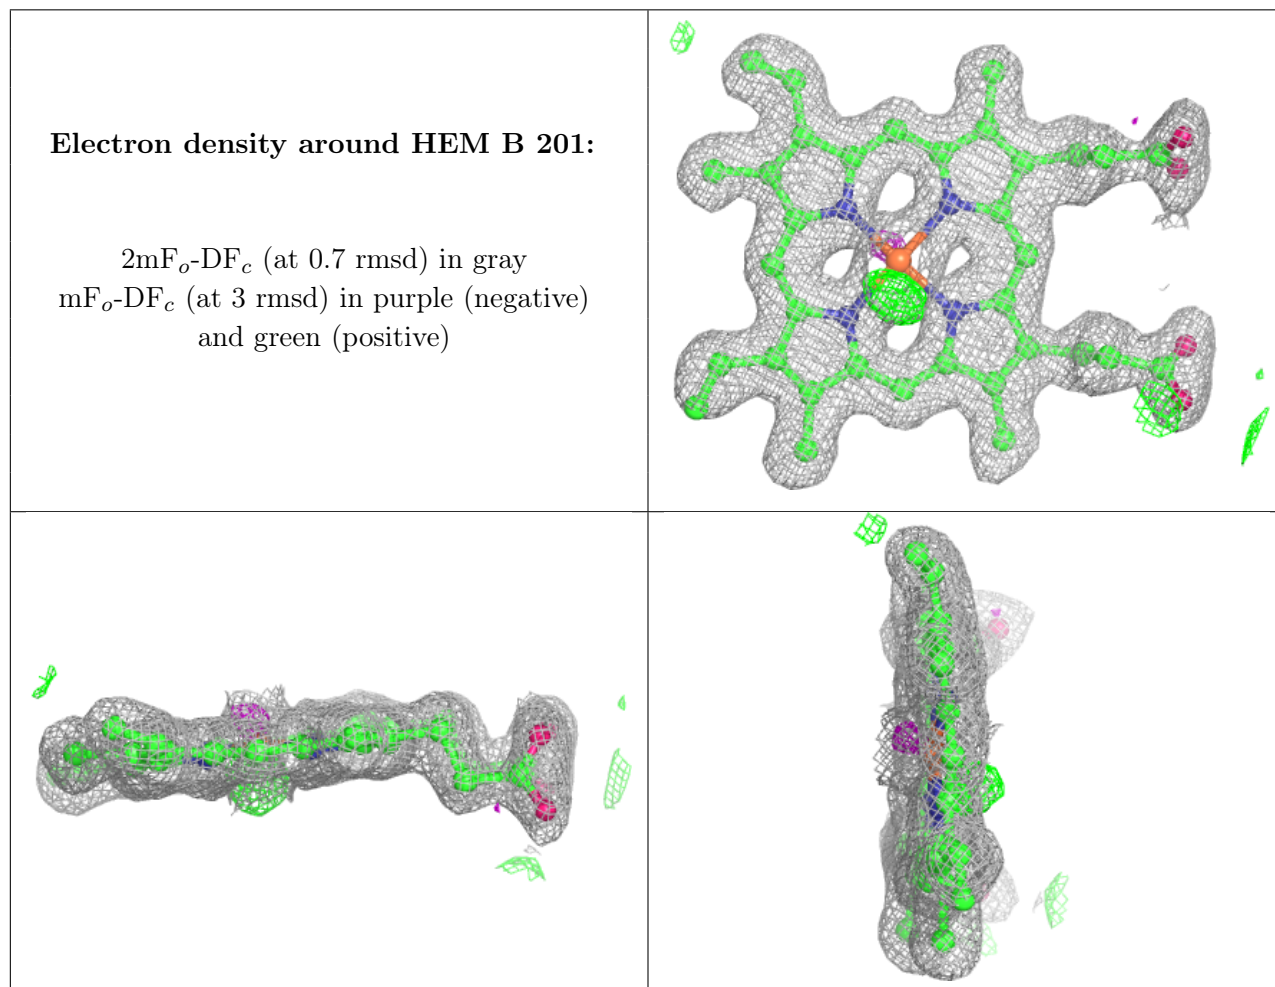 Electron density around HEM B 201:
2mFo-DFc (at 0.7 rmsd) in gray
mFo-DFc (at 3 rmsd) in purple (negative)
and green (positive)